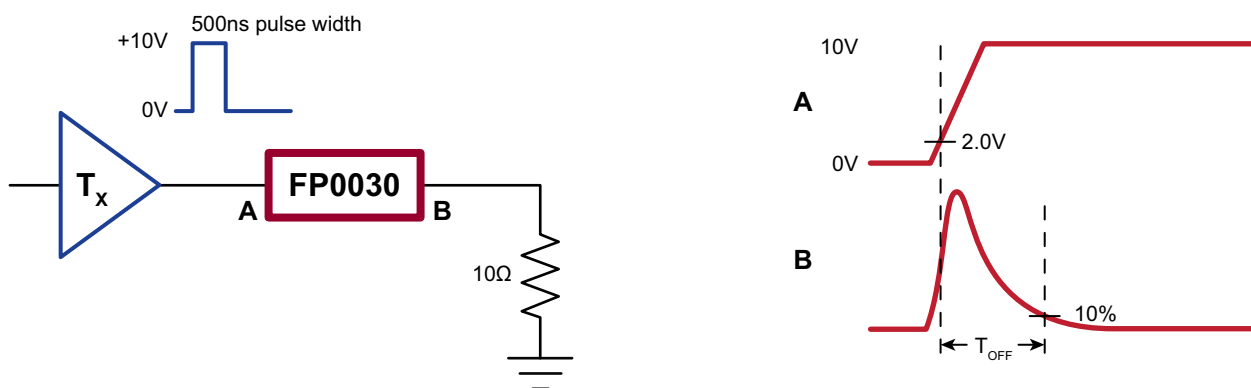 500ns pulse width
+10V
0V
Tx
A
FP0030
B
10Ω
10V
A
2.0V
0V
B
10%
TOFF